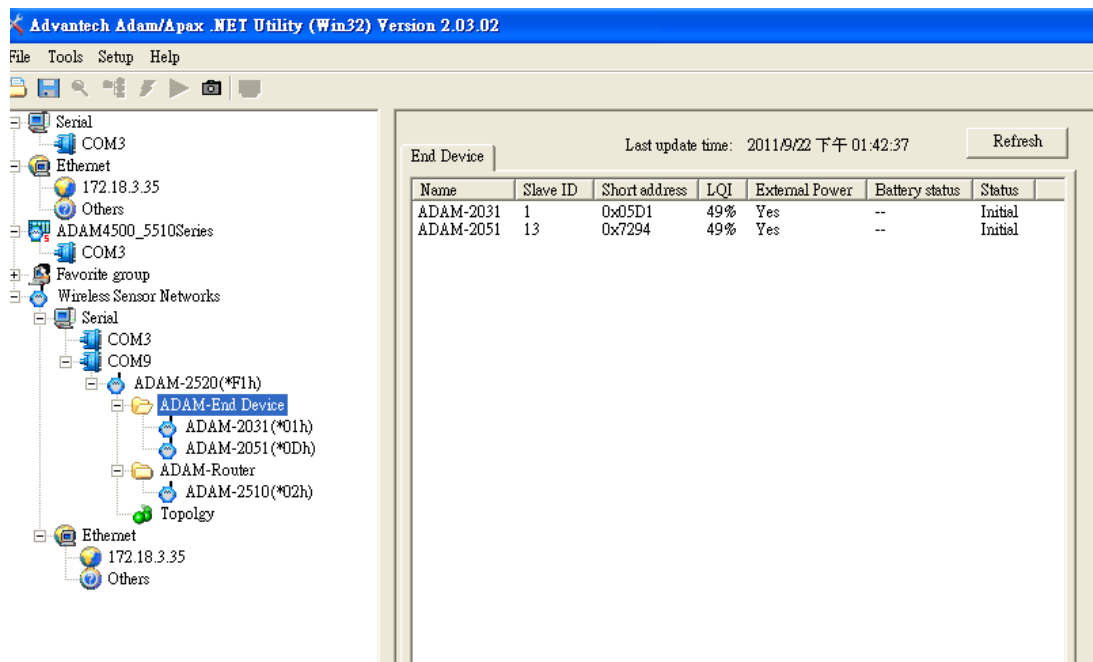 Advantech Adam/Apax .NET Utility (Win32) Version 2.03.02
File Tools Setup Help
Serial
COM3
Ethernet
172.18.3.35
Others
ADAM4500_5510Series
COM3
Favorite group
Wireless Sensor Networks
Serial
COM3
COM9
ADAM-2520(*F1h)
ADAM-End Device
ADAM-2031(*01h)
ADAM-2051(*0Dh)
ADAM-Router
ADAM-2510(*02h)
Topolgy
Ethernet
172.18.3.35
Others
End Device
Last update time: 2011/9/22 下午 01:42:37
Refresh
Name Slave ID Short address LQI External Power Battery status Status
ADAM-2031 1 0x05D1 49% Yes -- Initial
ADAM-2051 13 0x7294 49% Yes -- Initial